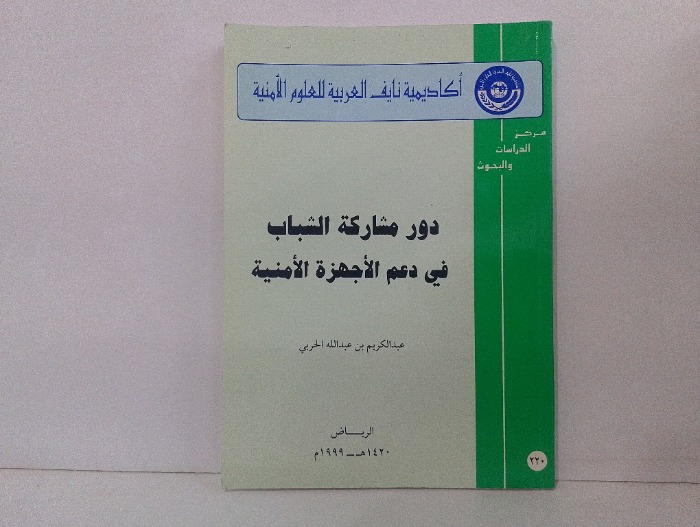 أكاديمية نايف العربية للعلوم الأمنية
مركز
الدراسات
والبحوث
دور مشاركة الشباب
في دعم الأجهزة الأمنية
عبدالكريم بن عبدالله الحربي
الرياض
١٤٢٠هـ ــ ١٩٩٩م
٢٢٠